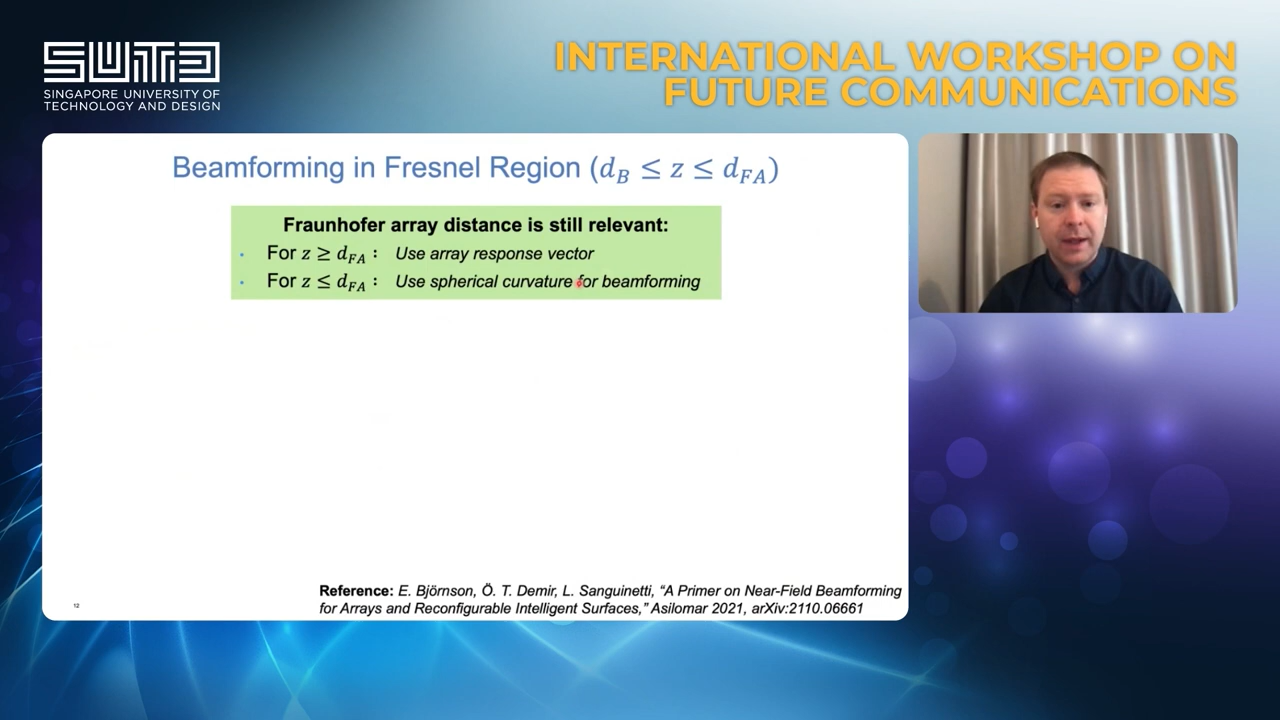 SUTD
SINGAPORE UNIVERSITY OF
TECHNOLOGY AND DESIGN
INTERNATIONAL WORKSHOP ON
FUTURE COMMUNICATIONS
Beamforming in Fresnel Region (𝑑_B ≤ 𝑧 ≤ 𝑑_FA)
Fraunhofer array distance is still relevant:
• For 𝑧 ≥ 𝑑_FA : Use array response vector
• For 𝑧 ≤ 𝑑_FA : Use spherical curvature for beamforming
Reference: E. Björnson, Ö. T. Demir, L. Sanguinetti, “A Primer on Near-Field Beamforming
for Arrays and Reconfigurable Intelligent Surfaces,” Asilomar 2021, arXiv:2110.06661
12